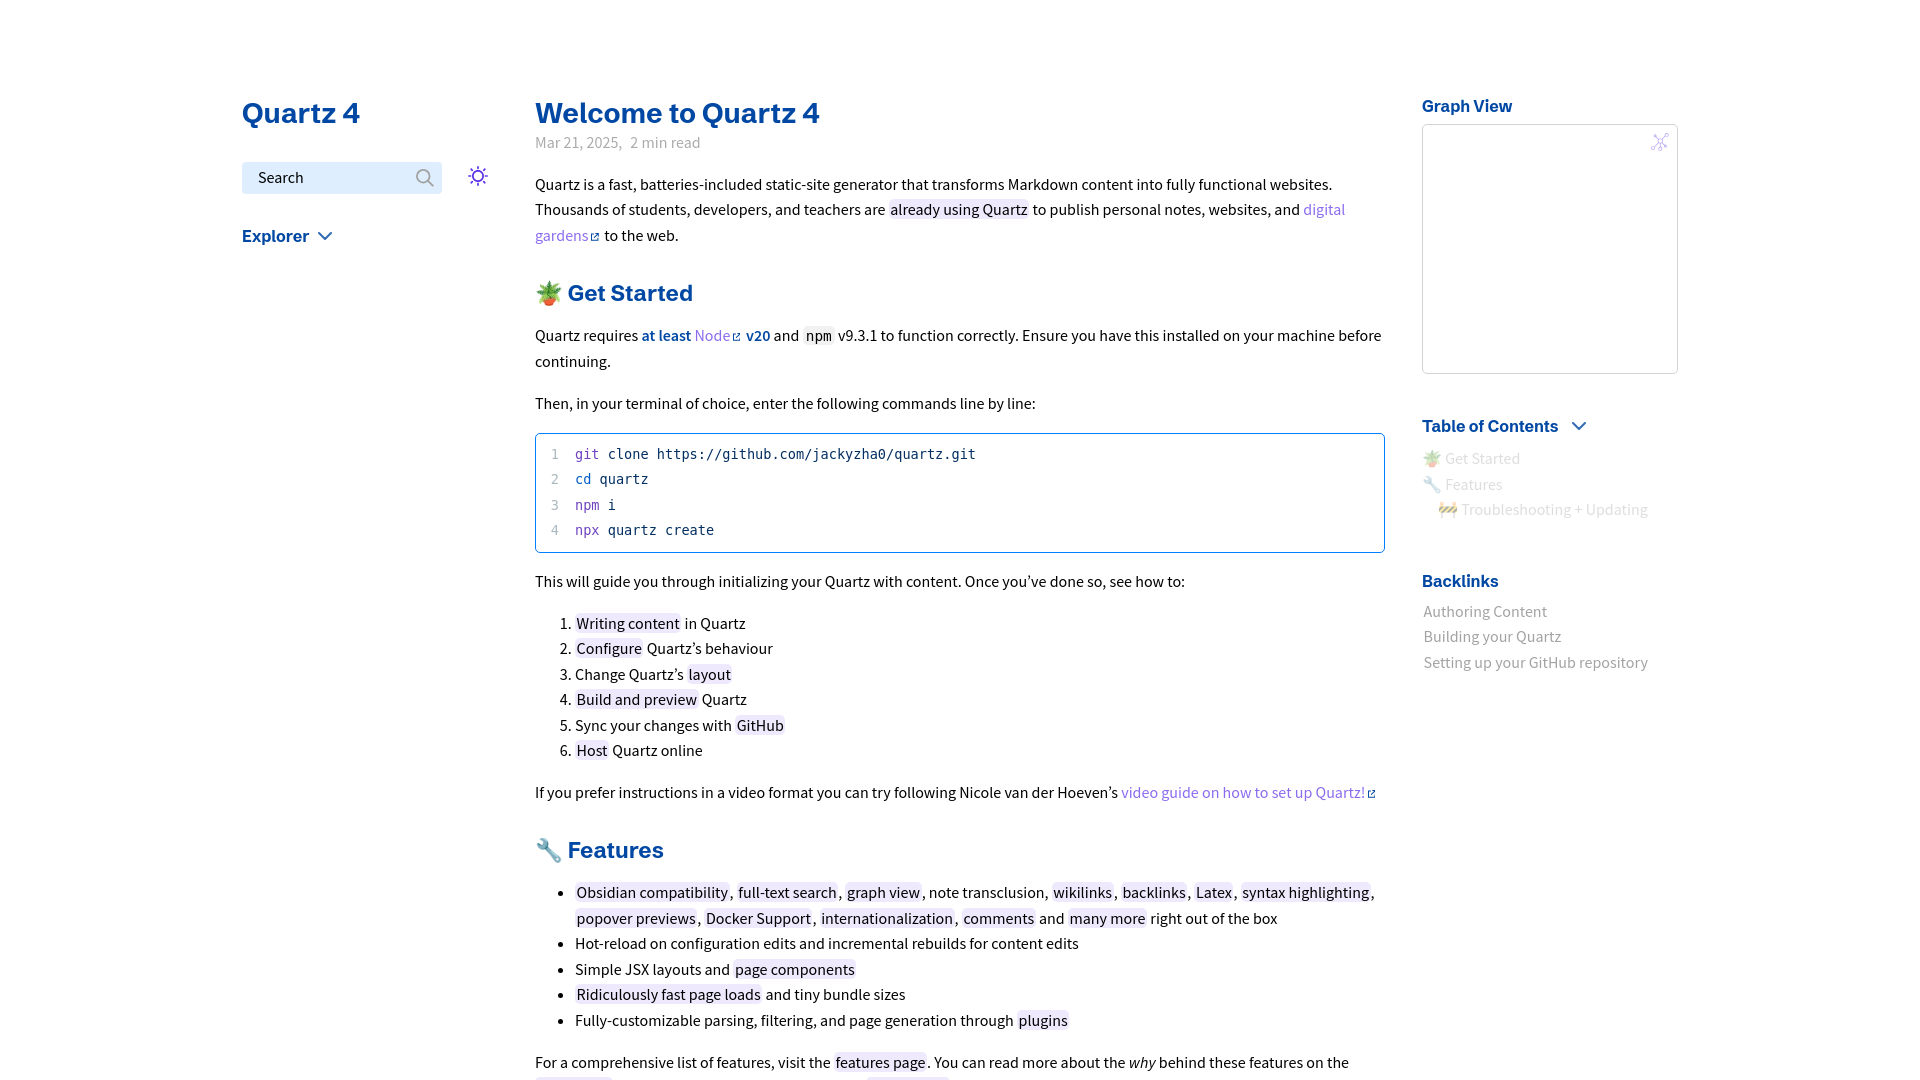 Quartz 4
Search
Explorer
Welcome to Quartz 4
Mar 21, 2025, 2 min read
Quartz is a fast, batteries-included static-site generator that transforms Markdown content into fully functional websites.
Thousands of students, developers, and teachers are already using Quartz to publish personal notes, websites, and digital
gardens to the web.
🪴 Get Started
Quartz requires at least Node v20 and npm v9.3.1 to function correctly. Ensure you have this installed on your machine before
continuing.
Then, in your terminal of choice, enter the following commands line by line:
1 git clone https://github.com/jackyzha0/quartz.git
2 cd quartz
3 npm i
4 npx quartz create
This will guide you through initializing your Quartz with content. Once you’ve done so, see how to:
1. Writing content in Quartz
2. Configure Quartz’s behaviour
3. Change Quartz’s layout
4. Build and preview Quartz
5. Sync your changes with GitHub
6. Host Quartz online
If you prefer instructions in a video format you can try following Nicole van der Hoeven’s video guide on how to set up Quartz!
🔧 Features
• Obsidian compatibility, full-text search, graph view, note transclusion, wikilinks, backlinks, Latex, syntax highlighting,
popover previews, Docker Support, internationalization, comments and many more right out of the box
• Hot-reload on configuration edits and incremental rebuilds for content edits
• Simple JSX layouts and page components
• Ridiculously fast page loads and tiny bundle sizes
• Fully-customizable parsing, filtering, and page generation through plugins
For a comprehensive list of features, visit the features page. You can read more about the why behind these features on the
Graph View
Table of Contents
🪴 Get Started
🔧 Features
🚧 Troubleshooting + Updating
Backlinks
Authoring Content
Building your Quartz
Setting up your GitHub repository